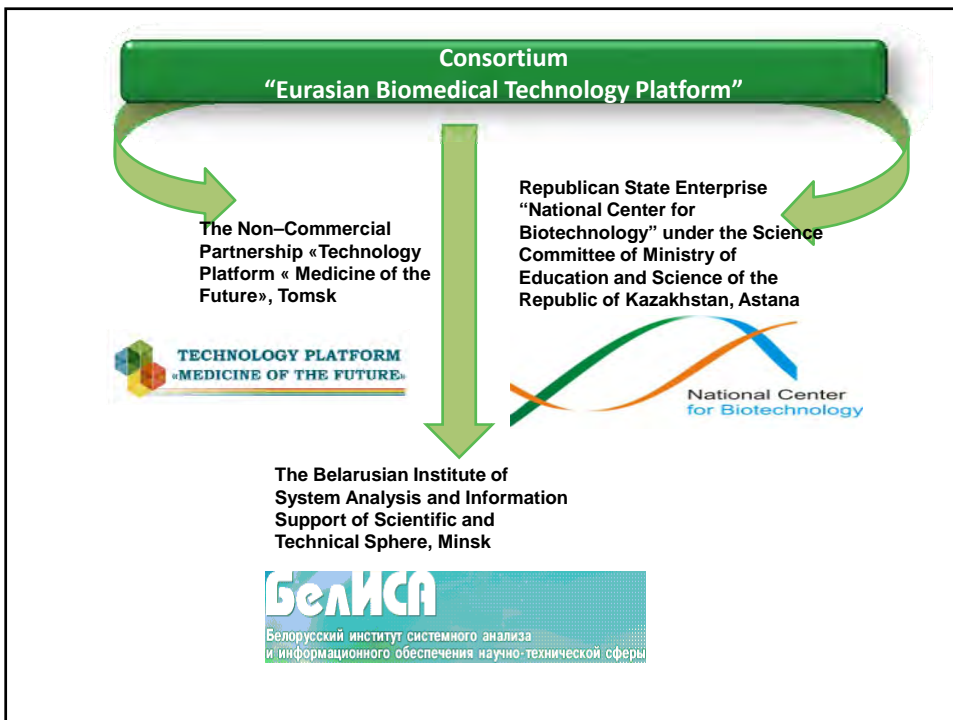 Consortium
“Eurasian Biomedical Technology Platform”
The Non–Commercial
Partnership «Technology
Platform « Medicine of the
Future», Tomsk
TECHNOLOGY PLATFORM
«MEDICINE OF THE FUTURE»
Republican State Enterprise
“National Center for
Biotechnology” under the Science
Committee of Ministry of
Education and Science of the
Republic of Kazakhstan, Astana
National Center
for Biotechnology
The Belarusian Institute of
System Analysis and Information
Support of Scientific and
Technical Sphere, Minsk
БелИСА
Белорусский институт системного анализа
и информационного обеспечения научно-технической сферы